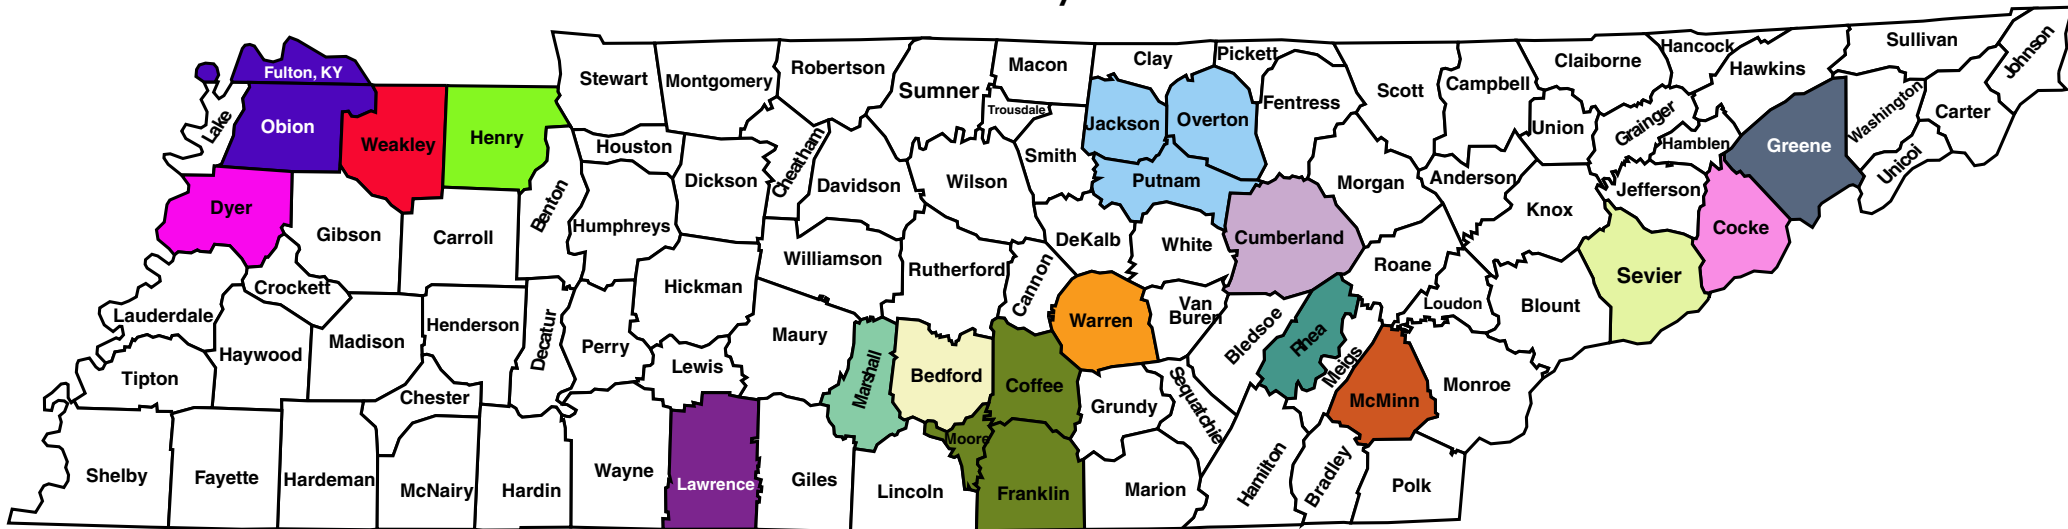 Fulton, KY
Lake
Obion
Weakley
Henry
Dyer
Stewart
Montgomery
Robertson
Sumner
Macon
Trousdale
Clay
Pickett
Jackson
Overton
Fentress
Scott
Campbell
Claiborne
Hancock
Hawkins
Sullivan
Johnson
Houston
Dickson
Cheatham
Davidson
Wilson
Smith
Putnam
Morgan
Anderson
Union
Grainger
Hamblen
Greene
Washington
Carter
Unicoi
Gibson
Carroll
Benton
Humphreys
Williamson
Rutherford
Cannon
DeKalb
White
Cumberland
Roane
Knox
Jefferson
Cocke
Sevier
Lauderdale
Crockett
Haywood
Madison
Henderson
Decatur
Perry
Hickman
Lewis
Maury
Marshall
Bedford
Coffee
Warren
Van
Buren
Bledsoe
Rhea
Meigs
Loudon
Blount
McMinn
Monroe
Tipton
Chester
Moore
Grundy
Sequatchie
Shelby
Fayette
Hardeman
McNairy
Hardin
Wayne
Lawrence
Giles
Lincoln
Franklin
Marion
Hamilton
Bradley
Polk